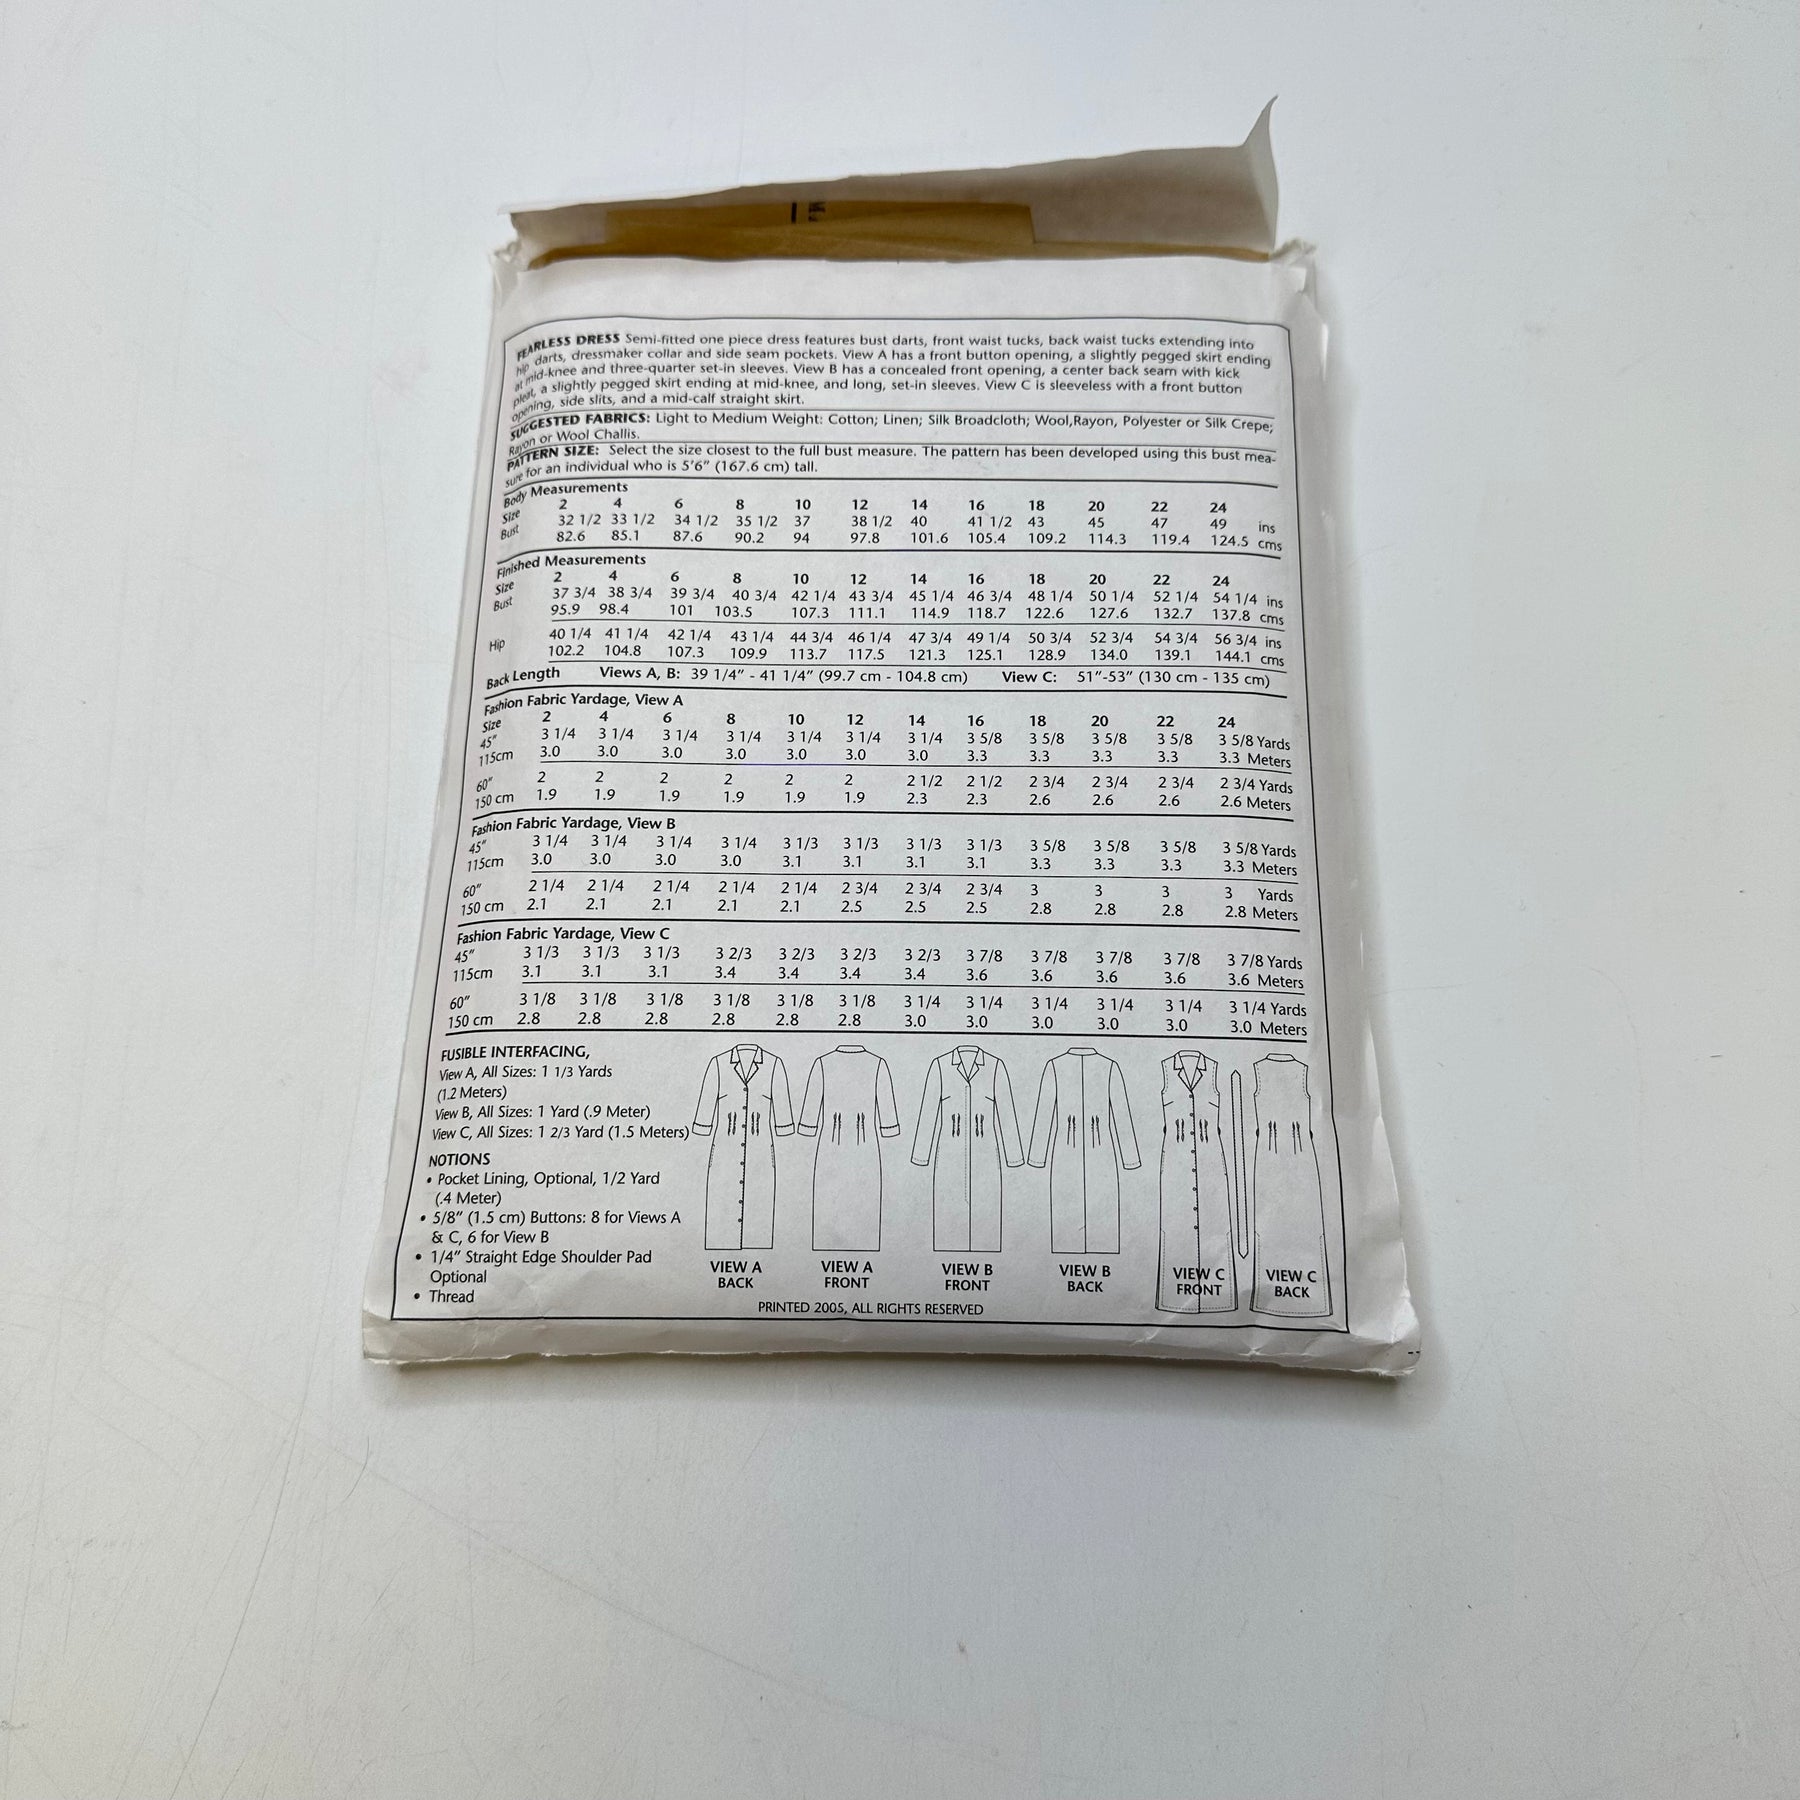 FEARLESS DRESS Semi-fitted one piece dress features bust darts, front waist tucks, back waist tucks extending into
hip darts, dressmaker collar and side seam pockets. View A has a front button opening, a slightly pegged skirt ending
at mid-knee and three-quarter set-in sleeves. View B has a concealed front opening, a center back seam with kick
pleat, a slightly pegged skirt ending at mid-knee, and long, set-in sleeves. View C is sleeveless with a front button
opening, side slits, and a mid-calf straight skirt.
SUGGESTED FABRICS: Light to Medium Weight: Cotton; Linen; Silk Broadcloth; Wool,Rayon, Polyester or Silk Crepe;
Rayon or Wool Challis.
PATTERN SIZE: Select the size closest to the full bust measure. The pattern has been developed using this bust mea-
sure for an individual who is 5'6" (167.6 cm) tall.
Body Measurements
Size 2 4 6 8 10 12 14 16 18 20 22 24
Bust 32 1/2 33 1/2 34 1/2 35 1/2 37 38 1/2 40 41 1/2 43 45 47 49 ins
82.6 85.1 87.6 90.2 94 97.8 101.6 105.4 109.2 114.3 119.4 124.5 cms
Finished Measurements
Size 2 4 6 8 10 12 14 16 18 20 22 24
Bust 37 3/4 38 3/4 39 3/4 40 3/4 42 1/4 43 3/4 45 1/4 46 3/4 48 1/4 50 1/4 52 1/4 54 1/4 ins
95.9 98.4 101 103.5 107.3 111.1 114.9 118.7 122.6 127.6 132.7 137.8 cms
Hip 40 1/4 41 1/4 42 1/4 43 1/4 44 3/4 46 1/4 47 3/4 49 1/4 50 3/4 52 3/4 54 3/4 56 3/4 ins
102.2 104.8 107.3 109.9 113.7 117.5 121.3 125.1 128.9 134.0 139.1 144.1 cms
Back Length Views A, B: 39 1/4" - 41 1/4" (99.7 cm - 104.8 cm) View C: 51"-53" (130 cm - 135 cm)
Fashion Fabric Yardage, View A
Size 2 4 6 8 10 12 14 16 18 20 22 24
45" 3 1/4 3 1/4 3 1/4 3 1/4 3 1/4 3 1/4 3 1/4 3 5/8 3 5/8 3 5/8 3 5/8 3 5/8 Yards
115cm 3.0 3.0 3.0 3.0 3.0 3.0 3.0 3.3 3.3 3.3 3.3 3.3 Meters
60" 2 2 2 2 2 2 2 1/2 2 1/2 2 3/4 2 3/4 2 3/4 2 3/4 Yards
150 cm 1.9 1.9 1.9 1.9 1.9 1.9 2.3 2.3 2.6 2.6 2.6 2.6 Meters
Fashion Fabric Yardage, View B
45" 3 1/4 3 1/4 3 1/4 3 1/4 3 1/3 3 1/3 3 1/3 3 1/3 3 5/8 3 5/8 3 5/8 3 5/8 Yards
115cm 3.0 3.0 3.0 3.0 3.1 3.1 3.1 3.1 3.3 3.3 3.3 3.3 Meters
60" 2 1/4 2 1/4 2 1/4 2 1/4 2 1/4 2 3/4 2 3/4 2 3/4 3 3 3 3 Yards
150 cm 2.1 2.1 2.1 2.1 2.1 2.5 2.5 2.5 2.8 2.8 2.8 2.8 Meters
Fashion Fabric Yardage, View C
45" 3 1/3 3 1/3 3 1/3 3 2/3 3 2/3 3 2/3 3 2/3 3 7/8 3 7/8 3 7/8 3 7/8 3 7/8 Yards
115cm 3.1 3.1 3.1 3.4 3.4 3.4 3.4 3.6 3.6 3.6 3.6 3.6 Meters
60" 3 1/8 3 1/8 3 1/8 3 1/8 3 1/8 3 1/8 3 1/4 3 1/4 3 1/4 3 1/4 3 1/4 3 1/4 Yards
150 cm 2.8 2.8 2.8 2.8 2.8 2.8 3.0 3.0 3.0 3.0 3.0 3.0 Meters
FUSIBLE INTERFACING,
View A, All Sizes: 1 1/3 Yards
(1.2 Meters)
View B, All Sizes: 1 Yard (.9 Meter)
View C, All Sizes: 1 2/3 Yard (1.5 Meters)
NOTIONS
• Pocket Lining, Optional, 1/2 Yard
(.4 Meter)
• 5/8" (1.5 cm) Buttons: 8 for Views A
& C, 6 for View B
• 1/4" Straight Edge Shoulder Pad
Optional
• Thread
VIEW A
BACK
VIEW A
FRONT
VIEW B
FRONT
VIEW B
BACK
VIEW C
FRONT
VIEW C
BACK
PRINTED 2005, ALL RIGHTS RESERVED